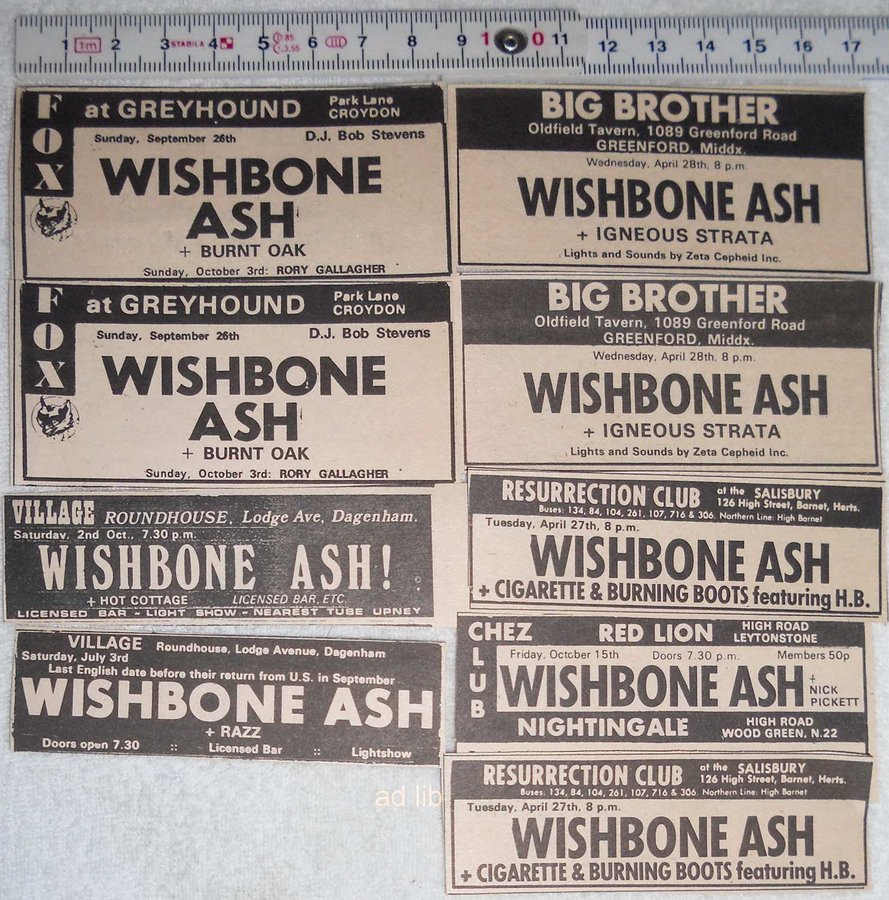 1 1m 2 3 STABILA 4 5 6 III 7 8 9 10 11 12 13 14 15 16 17
FOX
at GREYHOUND
Park Lane
CROYDON
Sunday, September 26th
D.J. Bob Stevens
WISHBONE
ASH
+ BURNT OAK
Sunday, October 3rd: RORY GALLAGHER
BIG BROTHER
Oldfield Tavern, 1089 Greenford Road
GREENFORD, Middx.
Wednesday, April 28th, 8 p.m.
WISHBONE ASH
+ IGNEOUS STRATA
Lights and Sounds by Zeta Cepheid Inc.
FOX
at GREYHOUND
Park Lane
CROYDON
Sunday, September 26th
D.J. Bob Stevens
WISHBONE
ASH
+ BURNT OAK
Sunday, October 3rd: RORY GALLAGHER
BIG BROTHER
Oldfield Tavern, 1089 Greenford Road
GREENFORD, Middx.
Wednesday, April 28th, 8 p.m.
WISHBONE ASH
+ IGNEOUS STRATA
Lights and Sounds by Zeta Cepheid Inc.
VILLAGE ROUNDHOUSE, Lodge Ave, Dagenham.
Saturday, 2nd Oct., 7.30 p.m.
WISHBONE ASH!
+ HOT COTTAGE LICENSED BAR, ETC.
LICENSED BAR - LIGHT SHOW - NEAREST TUBE UPNEY
RESURRECTION CLUB at the SALISBURY
126 High Street, Barnet, Herts.
Buses: 134, 84, 104, 261, 107, 716 & 306. Northern Line: High Barnet
Tuesday, April 27th, 8 p.m.
WISHBONE ASH
+ CIGARETTE & BURNING BOOTS featuring H.B.
VILLAGE Roundhouse, Lodge Avenue, Dagenham
Saturday, July 3rd
Last English date before their return from U.S. in September
WISHBONE ASH
+ RAZZ
Doors open 7.30 :: Licensed Bar :: Lightshow
CHEZ
CLUB
RED LION
HIGH ROAD
LEYTONSTONE
Friday, October 15th Doors 7.30 p.m. Members 50p
WISHBONE ASH
+
NICK
PICKETT
NIGHTINGALE
HIGH ROAD
WOOD GREEN, N.22
ad lib
RESURRECTION CLUB at the SALISBURY
126 High Street, Barnet, Herts.
Buses: 134, 84, 104, 261, 107, 716 & 306. Northern Line: High Barnet
Tuesday, April 27th, 8 p.m.
WISHBONE ASH
+ CIGARETTE & BURNING BOOTS featuring H.B.